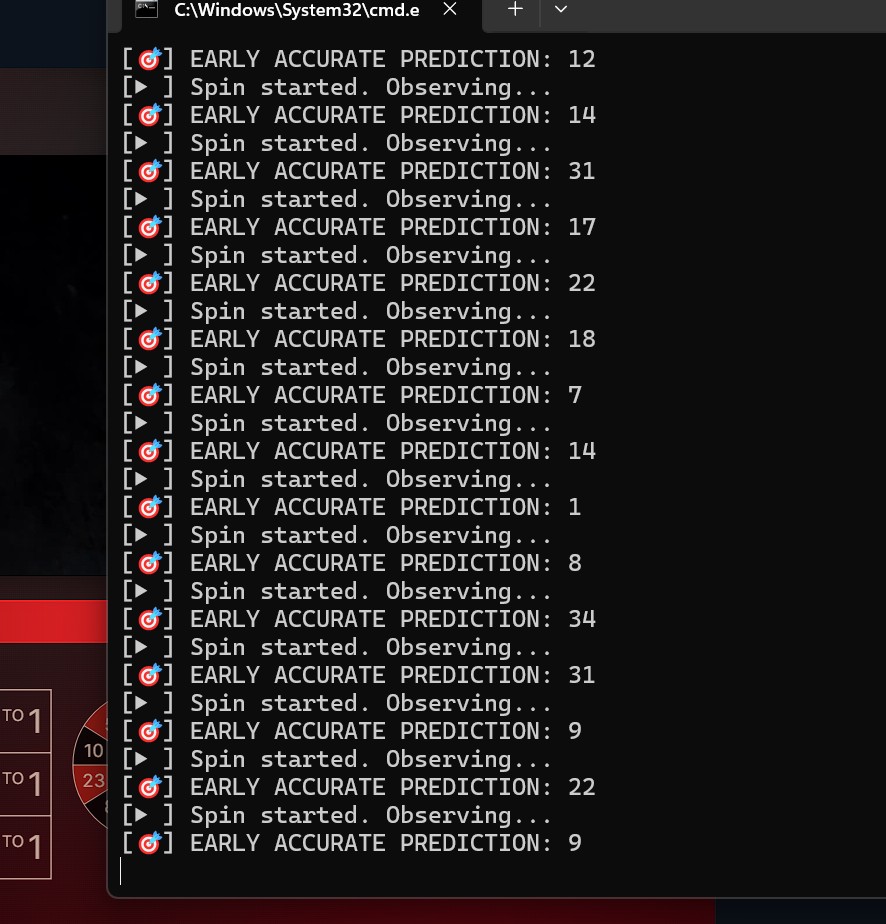 C:\Windows\System32\cmd.e
[🎯] EARLY ACCURATE PREDICTION: 12
[▶ ] Spin started. Observing...
[🎯] EARLY ACCURATE PREDICTION: 14
[▶ ] Spin started. Observing...
[🎯] EARLY ACCURATE PREDICTION: 31
[▶ ] Spin started. Observing...
[🎯] EARLY ACCURATE PREDICTION: 17
[▶ ] Spin started. Observing...
[🎯] EARLY ACCURATE PREDICTION: 22
[▶ ] Spin started. Observing...
[🎯] EARLY ACCURATE PREDICTION: 18
[▶ ] Spin started. Observing...
[🎯] EARLY ACCURATE PREDICTION: 7
[▶ ] Spin started. Observing...
[🎯] EARLY ACCURATE PREDICTION: 14
[▶ ] Spin started. Observing...
[🎯] EARLY ACCURATE PREDICTION: 1
[▶ ] Spin started. Observing...
[🎯] EARLY ACCURATE PREDICTION: 8
[▶ ] Spin started. Observing...
[🎯] EARLY ACCURATE PREDICTION: 34
[▶ ] Spin started. Observing...
[🎯] EARLY ACCURATE PREDICTION: 31
[▶ ] Spin started. Observing...
[🎯] EARLY ACCURATE PREDICTION: 9
[▶ ] Spin started. Observing...
[🎯] EARLY ACCURATE PREDICTION: 22
[▶ ] Spin started. Observing...
[🎯] EARLY ACCURATE PREDICTION: 9
TO 1
TO 1
TO 1
10
23